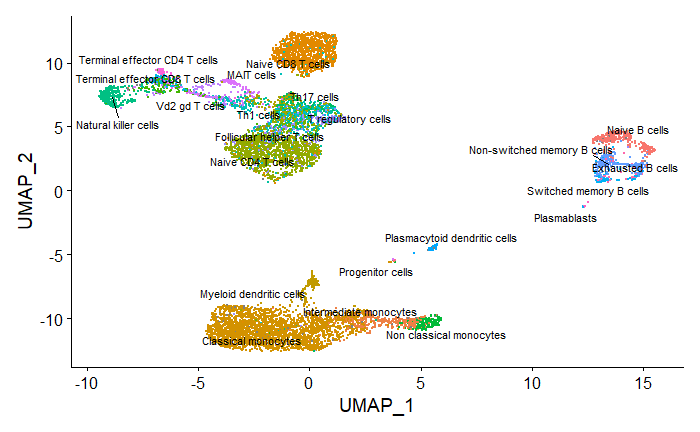 Terminal effector CD4 T cells
Naive CD8 T cells
Terminal effector CD8 T cells
MAIT cells
Vd2 gd T cells
Th17 cells
Th1 cells
T regulatory cells
Natural killer cells
Follicular helper T cells
Naive CD4 T cells
Naive B cells
Non-switched memory B cells
Exhausted B cells
Switched memory B cells
Plasmablasts
Plasmacytoid dendritic cells
Progenitor cells
Myeloid dendritic cells
Intermediate monocytes
Classical monocytes
Non classical monocytes
UMAP_2
10
5
0
-5
-10
-10
-5
0
5
10
15
UMAP_1